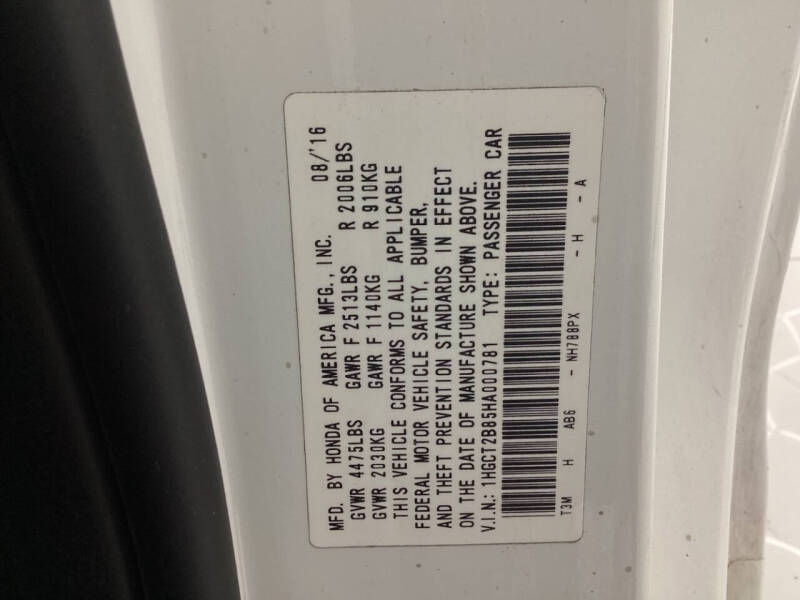 MFD. BY HONDA OF AMERICA MFG., INC. 08/'16
GVWR 4475LBS GAWR F 2513LBS R 2006LBS
GVWR 2030KG GAWR F 1140KG R 910KG
THIS VEHICLE CONFORMS TO ALL APPLICABLE
FEDERAL MOTOR VEHICLE SAFETY, BUMPER,
AND THEFT PREVENTION STANDARDS IN EFFECT
ON THE DATE OF MANUFACTURE SHOWN ABOVE.
V.I.N.: 1HGCT2B85HA000781 TYPE: PASSENGER CAR
T3M H AB6 - NH788PX -H -A